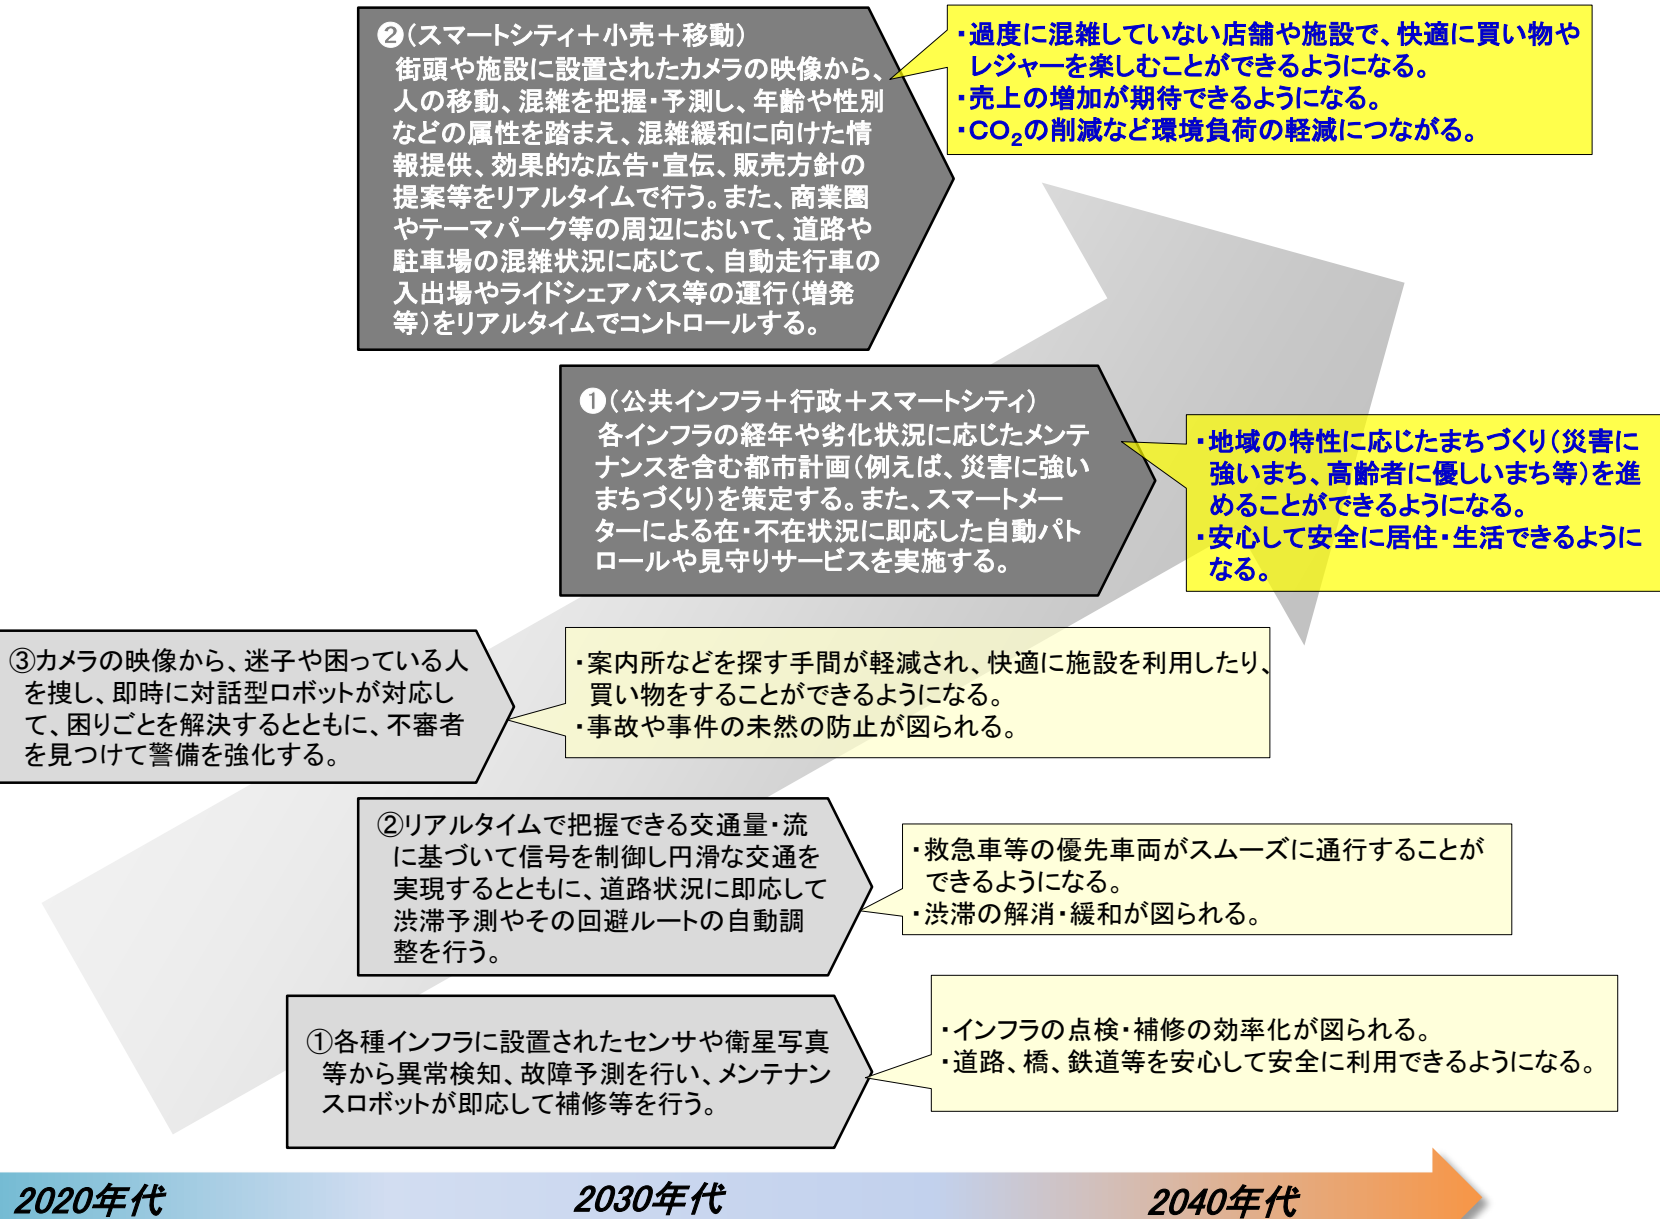 ❷(スマートシティ+小売+移動)
街頭や施設に設置されたカメラの映像から、
人の移動、混雑を把握・予測し、年齢や性別
などの属性を踏まえ、混雑緩和に向けた情
報提供、効果的な広告・宣伝、販売方針の
提案等をリアルタイムで行う。また、商業圏
やテーマパーク等の周辺において、道路や
駐車場の混雑状況に応じて、自動走行車の
入出場やライドシェアバス等の運行(増発
等)をリアルタイムでコントロールする。
・過度に混雑していない店舗や施設で、快適に買い物や
レジャーを楽しむことができるようになる。
・売上の増加が期待できるようになる。
・CO₂の削減など環境負荷の軽減につながる。
❶(公共インフラ+行政+スマートシティ)
各インフラの経年や劣化状況に応じたメンテ
ナンスを含む都市計画(例えば、災害に強い
まちづくり)を策定する。また、スマートメー
ターによる在・不在状況に即応した自動パト
ロールや見守りサービスを実施する。
・地域の特性に応じたまちづくり(災害に
強いまち、高齢者に優しいまち等)を進
めることができるようになる。
・安心して安全に居住・生活できるように
なる。
③カメラの映像から、迷子や困っている人
を捜し、即時に対話型ロボットが対応し
て、困りごとを解決するとともに、不審者
を見つけて警備を強化する。
・案内所などを探す手間が軽減され、快適に施設を利用したり、
買い物をすることができるようになる。
・事故や事件の未然の防止が図られる。
②リアルタイムで把握できる交通量・流
に基づいて信号を制御し円滑な交通を
実現するとともに、道路状況に即応して
渋滞予測やその回避ルートの自動調
整を行う。
・救急車等の優先車両がスムーズに通行することが
できるようになる。
・渋滞の解消・緩和が図られる。
①各種インフラに設置されたセンサや衛星写真
等から異常検知、故障予測を行い、メンテナン
スロボットが即応して補修等を行う。
・インフラの点検・補修の効率化が図られる。
・道路、橋、鉄道等を安心して安全に利用できるようになる。
2020年代
2030年代
2040年代